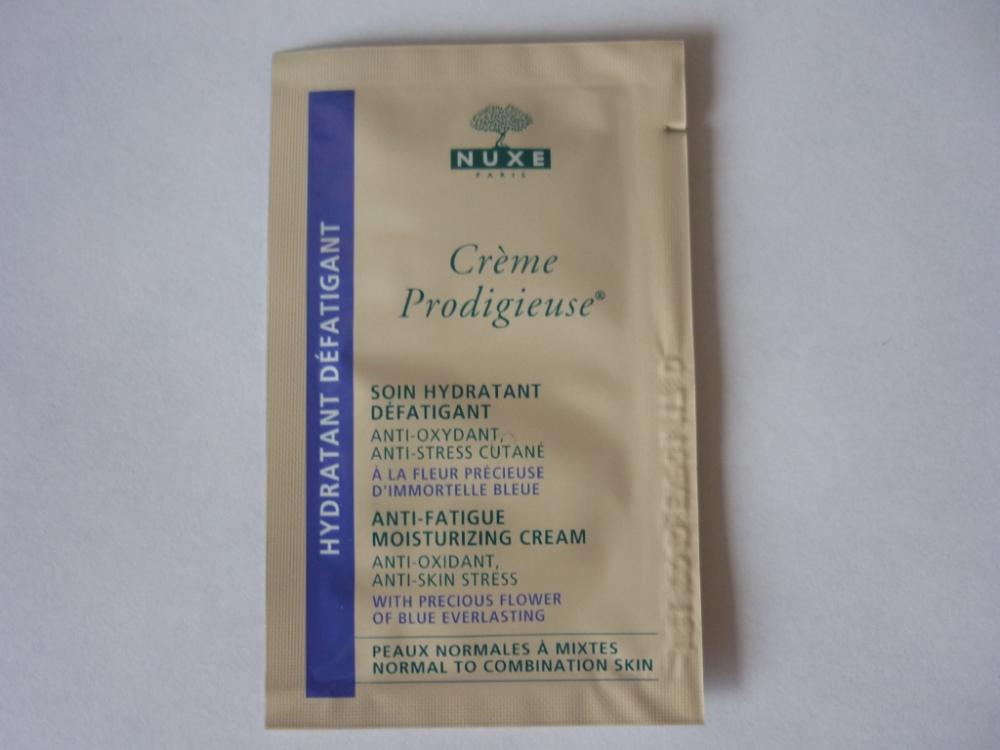 NUXE
PARIS
Crème
Prodigieuse®
HYDRATANT DÉFATIGANT
SOIN HYDRATANT
DÉFATIGANT
ANTI-OXYDANT,
ANTI-STRESS CUTANÉ
À LA FLEUR PRÉCIEUSE
D'IMMORTELLE BLEUE
ANTI-FATIGUE
MOISTURIZING CREAM
ANTI-OXIDANT,
ANTI-SKIN STRESS
WITH PRECIOUS FLOWER
OF BLUE EVERLASTING
PEAUX NORMALES À MIXTES
NORMAL TO COMBINATION SKIN